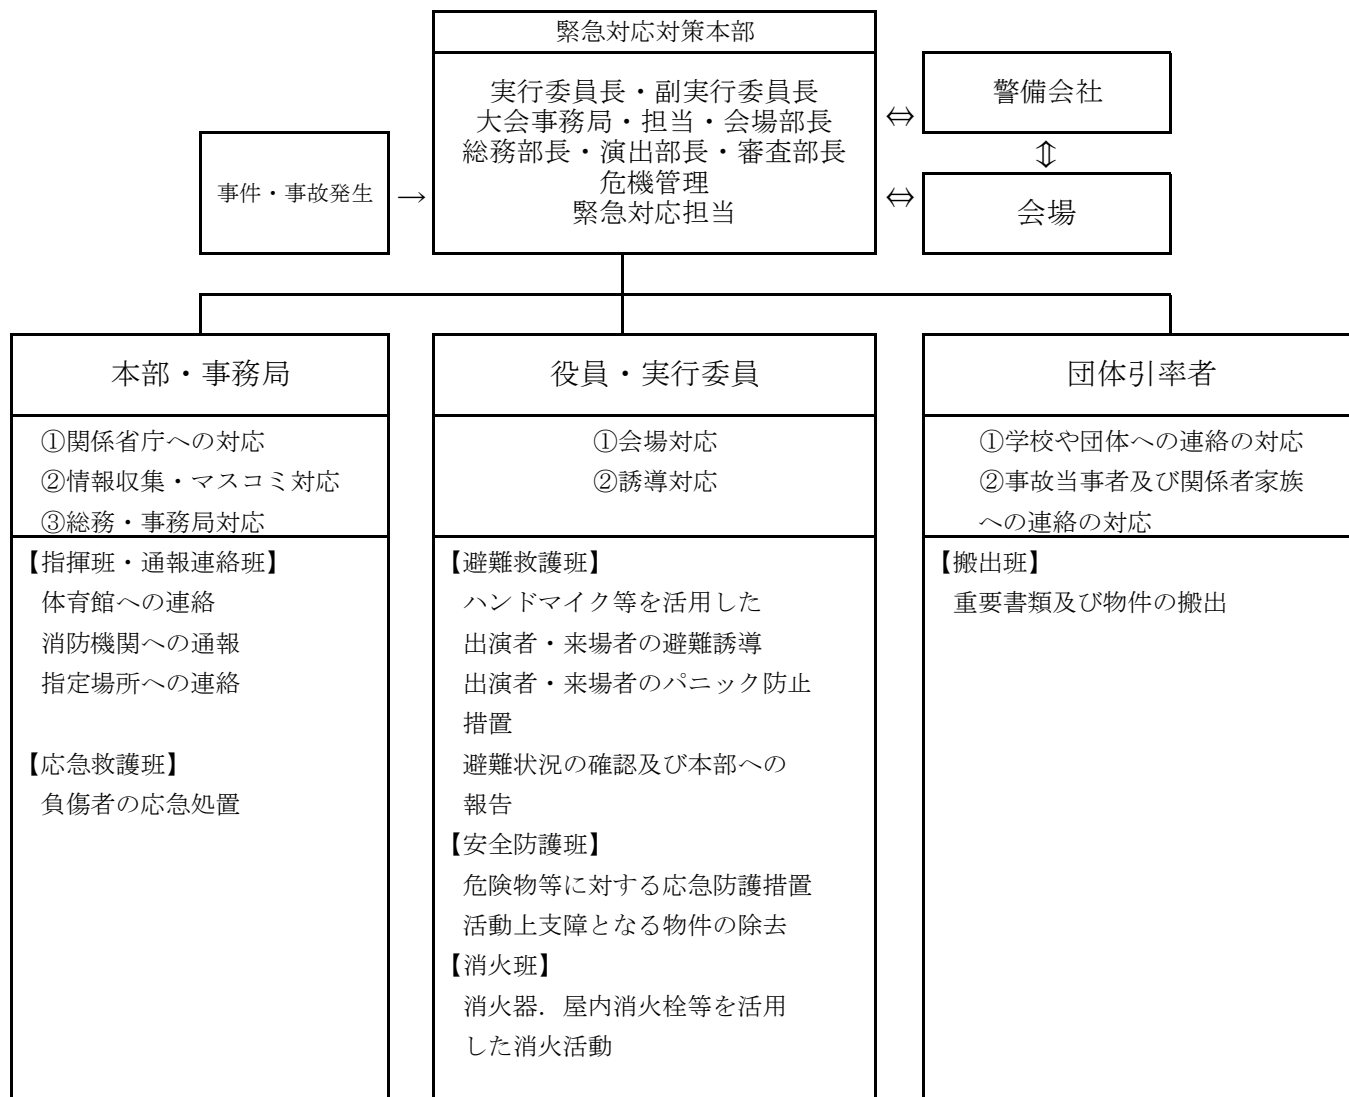 緊急対応対策本部
実行委員長・副実行委員長
大会事務局・担当・会場部長
総務部長・演出部長・審査部長
危機管理
緊急対応担当
事件・事故発生
→
⇔
警備会社
⇕
⇔
会場
本部・事務局
①関係省庁への対応
②情報収集・マスコミ対応
③総務・事務局対応
【指揮班・通報連絡班】
体育館への連絡
消防機関への通報
指定場所への連絡
【応急救護班】
負傷者の応急処置
役員・実行委員
①会場対応
②誘導対応
【避難救護班】
ハンドマイク等を活用した
出演者・来場者の避難誘導
出演者・来場者のパニック防止
措置
避難状況の確認及び本部への
報告
【安全防護班】
危険物等に対する応急防護措置
活動上支障となる物件の除去
【消火班】
消火器．屋内消火栓等を活用
した消火活動
団体引率者
①学校や団体への連絡の対応
②事故当事者及び関係者家族
への連絡の対応
【搬出班】
重要書類及び物件の搬出